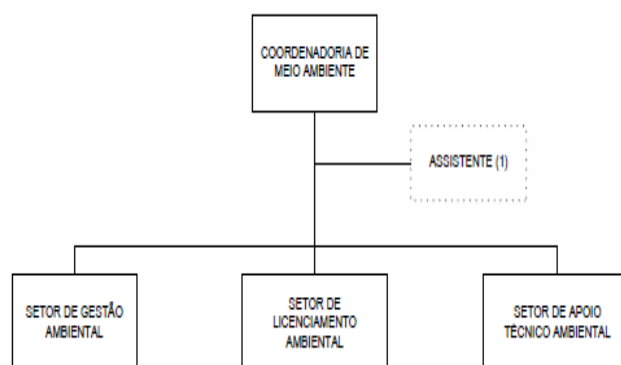 COORDENADORIA DE
MEIO AMBIENTE
ASSISTENTE (1)
SETOR DE GESTÃO
AMBIENTAL
SETOR DE
LICENCIAMENTO
AMBIENTAL
SETOR DE APOIO
TÉCNICO AMBIENTAL